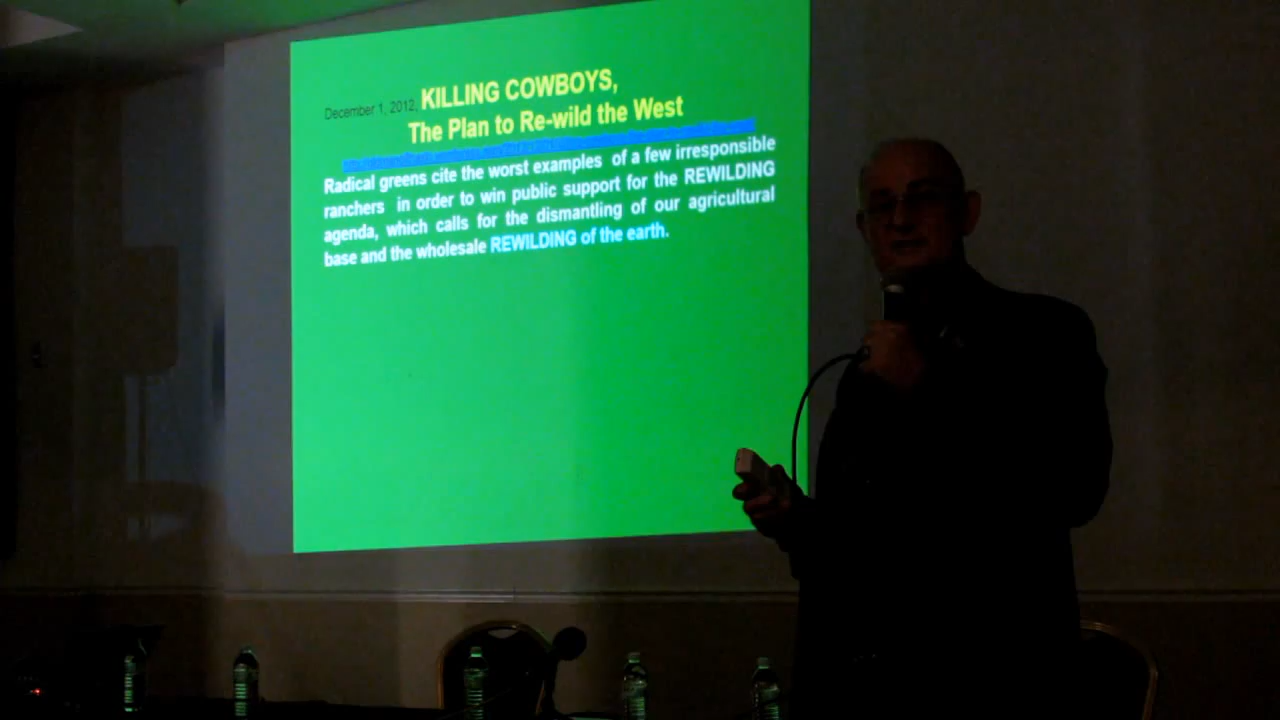 December 1, 2012, KILLING COWBOYS,
The Plan to Re-wild the West
Radical greens cite the worst examples of a few irresponsible
ranchers in order to win public support for the REWILDING
agenda, which calls for the dismantling of our agricultural
base and the wholesale REWILDING of the earth.